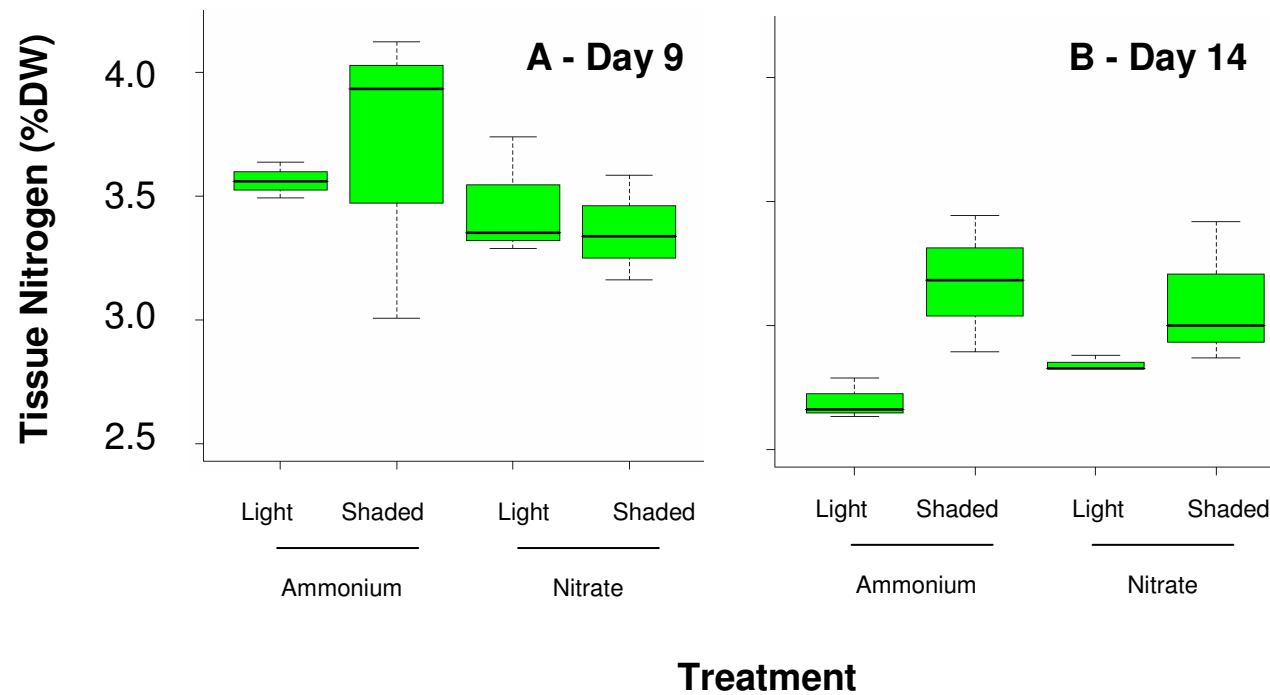 Tissue Nitrogen (%DW)
4.0
3.5
3.0
2.5
A - Day 9
B - Day 14
Light Shaded Light Shaded
Ammonium Nitrate
Light Shaded Light Shaded
Ammonium Nitrate
Treatment